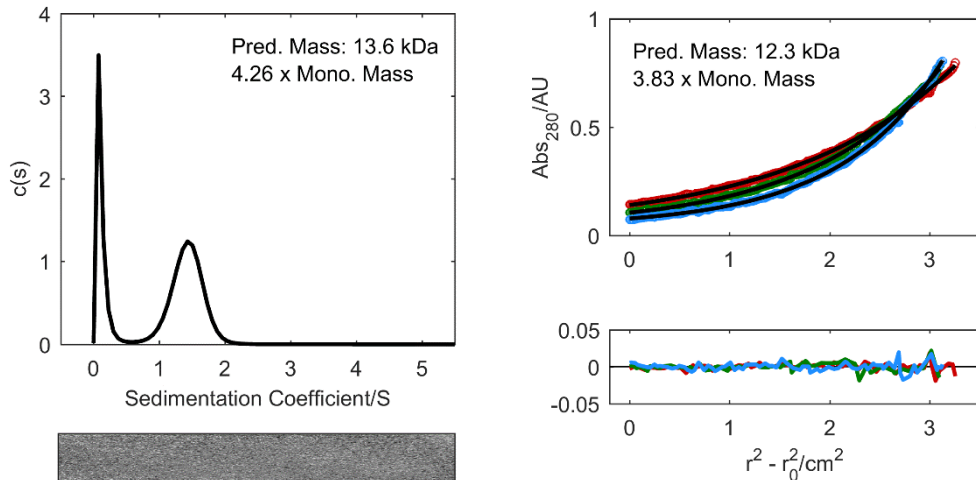 Pred. Mass: 13.6 kDa
4.26 x Mono. Mass
c(s)
4
3
2
1
0
0 1 2 3 4 5
Sedimentation Coefficient/S
Pred. Mass: 12.3 kDa
3.83 x Mono. Mass
Abs280/AU
1
0.5
0
0 1 2 3
0.05
0
-0.05
0 1 2 3
r² - r₀²/cm²